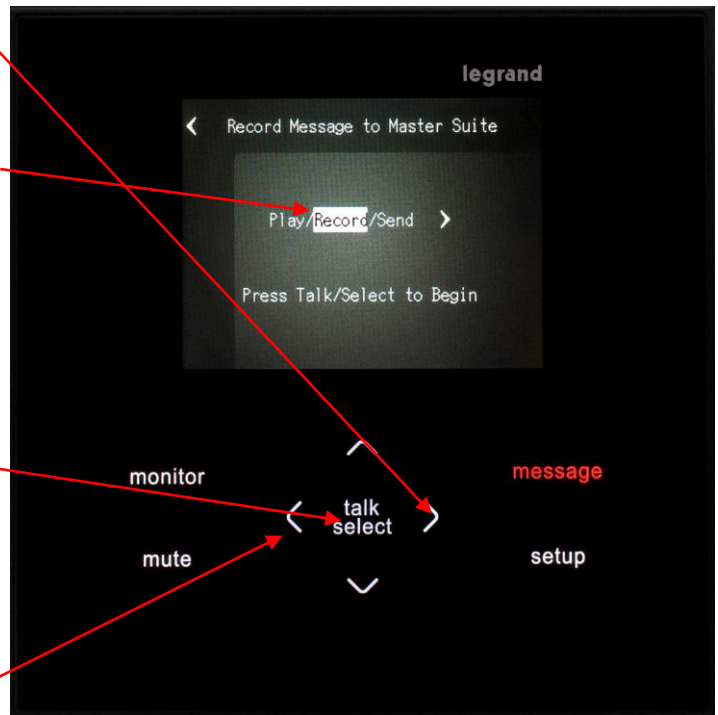 legrand
Record Message to Master Suite
Play/Record/Send
Press Talk/Select to Begin
monitor
message
talk
select
mute
setup